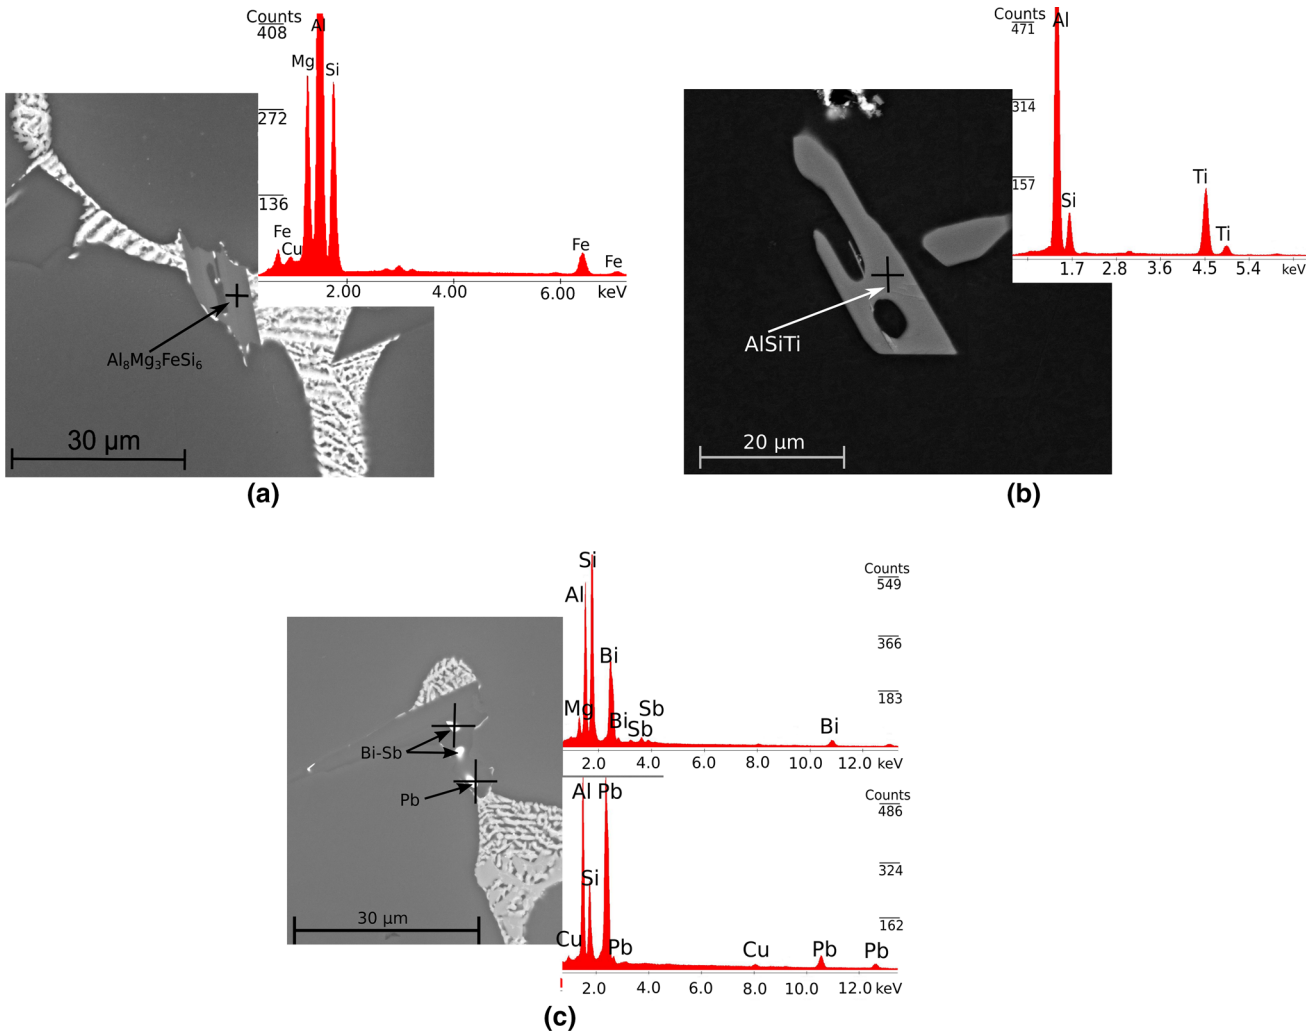 Counts
408
Al
Mg
Si
272
136
Fe
Cu
Fe
Fe
2.00
4.00
6.00
keV
Al₈Mg₃FeSi₆
30 µm
(a)
Counts
471
Al
314
157
Si
Ti
Ti
1.7
2.8
3.6
4.5
5.4
keV
AlSiTi
20 µm
(b)
Si
Counts
549
Al
366
Bi
183
Mg
Bi
Sb
Sb
Bi
2.0
4.0
6.0
8.0
10.0
12.0
keV
Bi-Sb
Pb
30 µm
Al
Pb
Counts
486
324
Si
162
Cu
Pb
Cu
Pb
Pb
2.0
4.0
6.0
8.0
10.0
12.0
keV
(c)